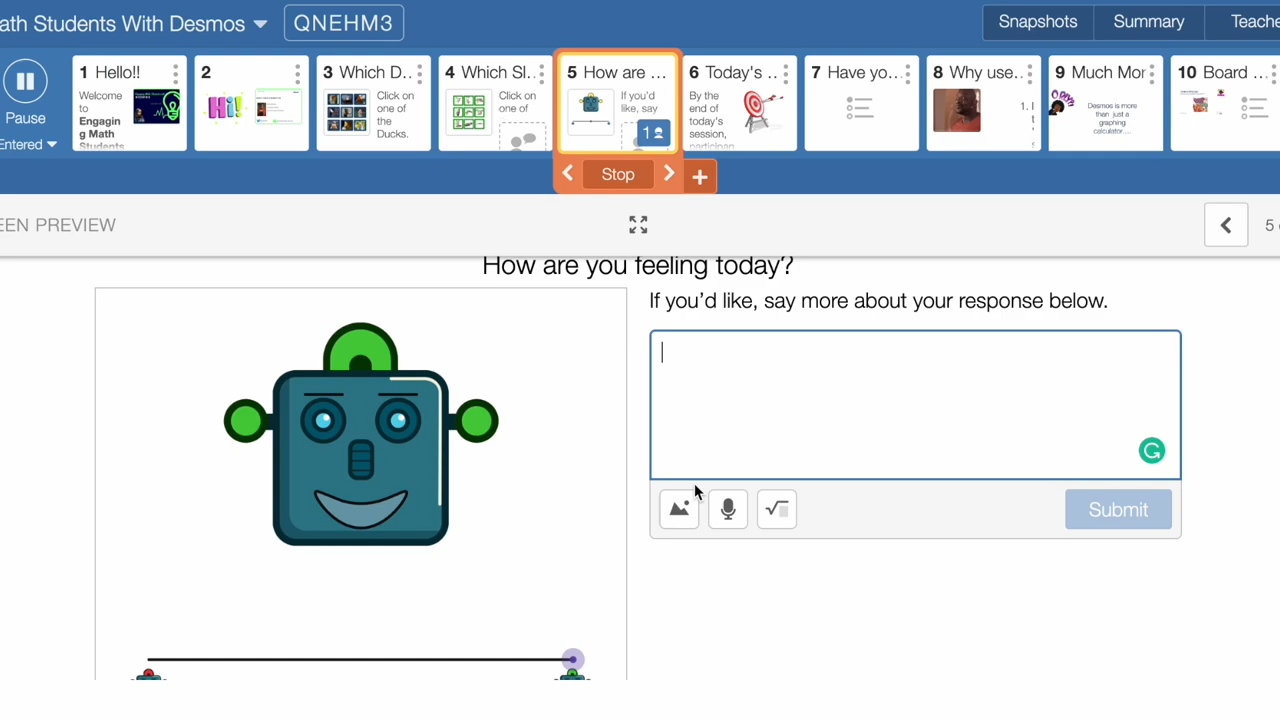 ath Students With Desmos
QNEHM3
Snapshots
Summary
Teache
Pause
Entered
1 Hello!!
Welcome
to
Engagin
g Math
Students
2
Hi!
3 Which D..
Click on
one of
the
Ducks.
4 Which Sl..
Click on
one of
5 How are ...
If you'd
like, say
1
6 Today's ..
By the
end of
today's
session,
participan
7 Have yo...
8 Why use..
1. I
9 Much Mor
Desmos is more
than just a
graphing
calculator....
10 Board ...
Stop
+
EEN PREVIEW
5
How are you feeling today?
If you'd like, say more about your response below.
Submit